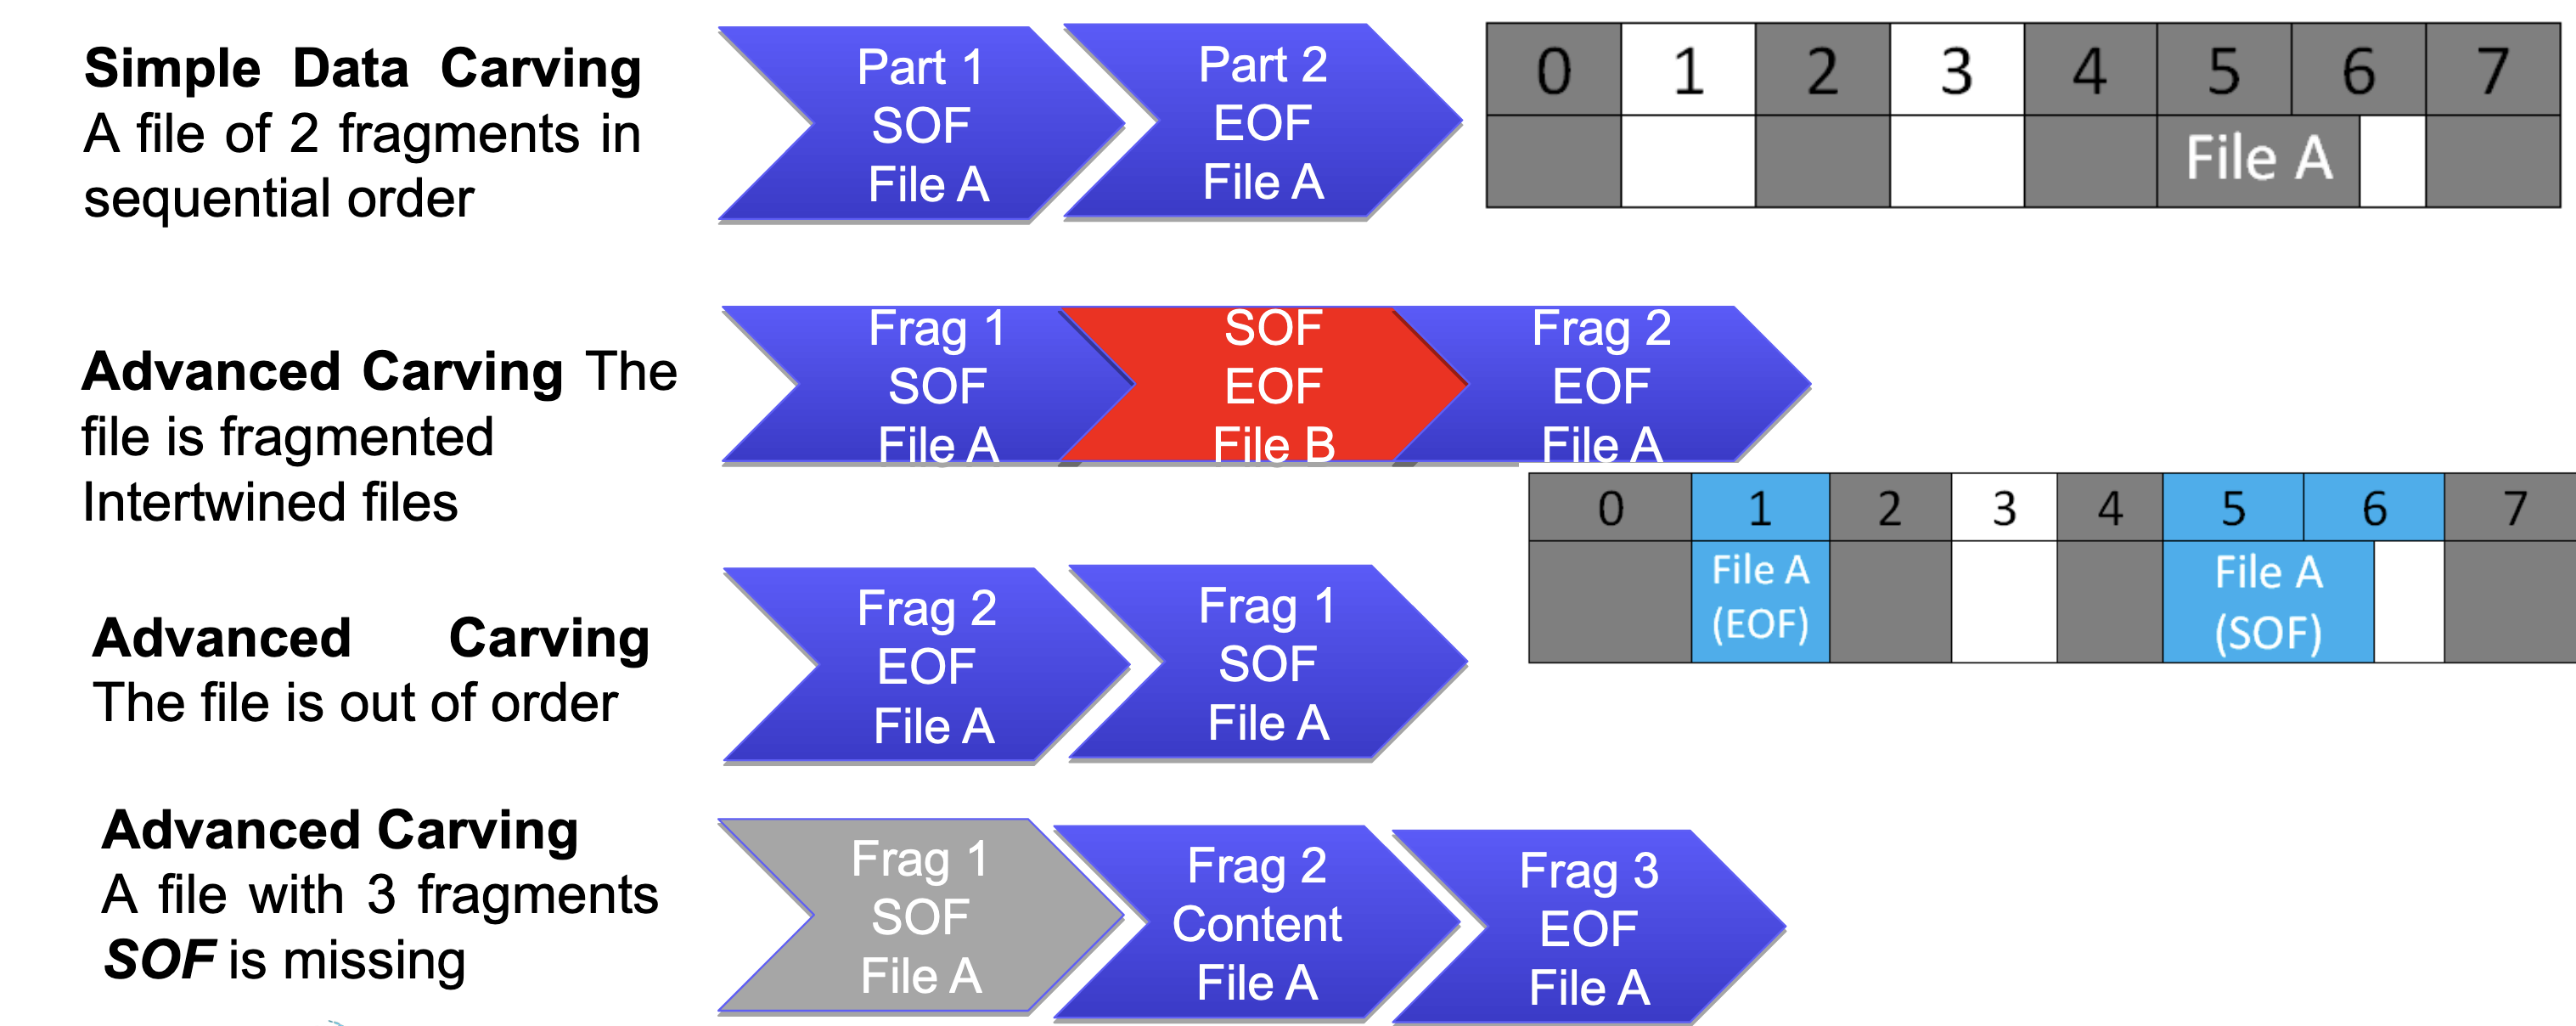 Simple Data Carving
A file of 2 fragments in
sequential order
Part 1
SOF
File A
Part 2
EOF
File A
0 1 2 3 4 5 6 7
File A
Advanced Carving The
file is fragmented
Intertwined files
Frag 1
SOF
File A
SOF
EOF
File B
Frag 2
EOF
File A
0 1 2 3 4 5 6 7
File A
(EOF)
File A
(SOF)
Advanced Carving
The file is out of order
Frag 2
EOF
File A
Frag 1
SOF
File A
Advanced Carving
A file with 3 fragments
SOF is missing
Frag 1
SOF
File A
Frag 2
Content
File A
Frag 3
EOF
File A